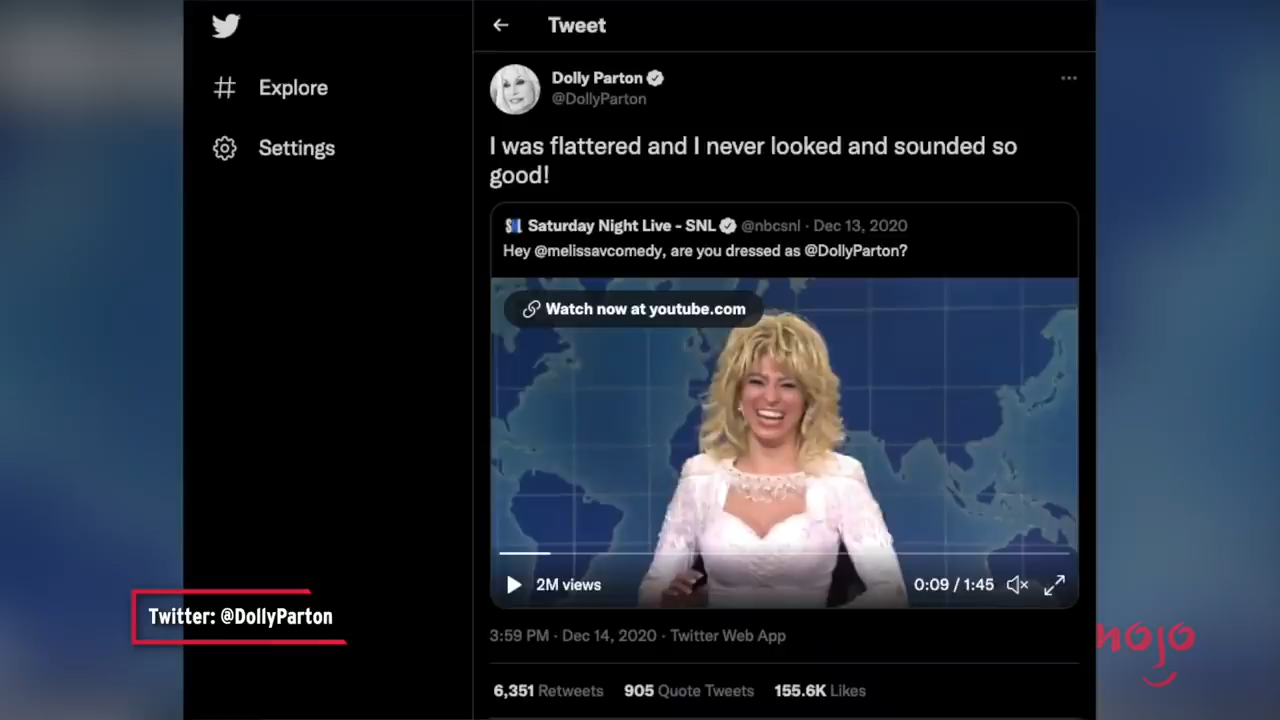 Tweet
Explore
Settings
Dolly Parton
@DollyParton
I was flattered and I never looked and sounded so
good!
Saturday Night Live - SNL @nbcsnl · Dec 13, 2020
Hey @melissavcomedy, are you dressed as @DollyParton?
Watch now at youtube.com
2M views
0:09 / 1:45
Twitter: @DollyParton
3:59 PM · Dec 14, 2020 · Twitter Web App
mojo
6,351 Retweets 905 Quote Tweets 155.6K Likes